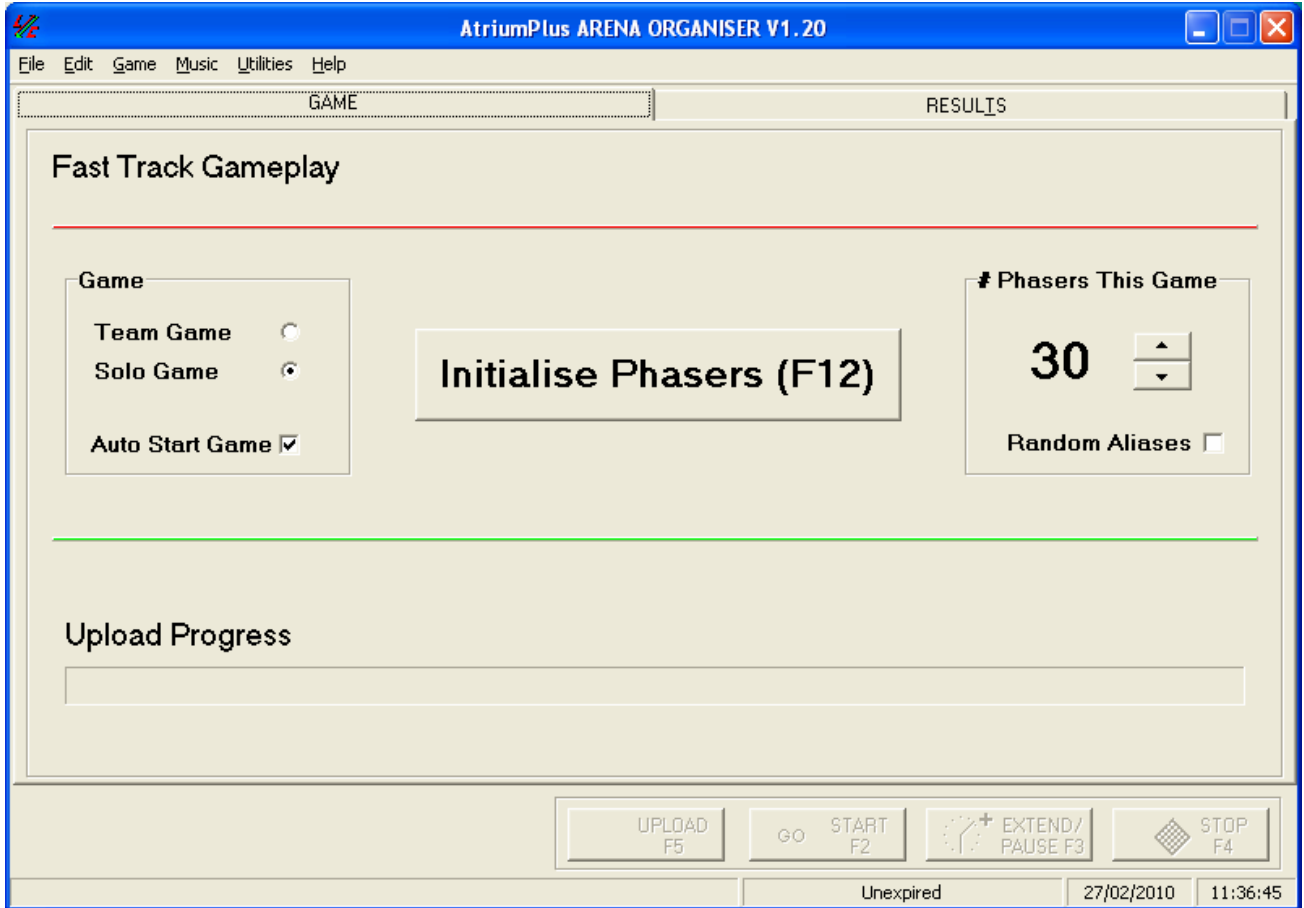 AtriumPlus ARENA ORGANISER V1.20
File Edit Game Music Utilities Help
GAME RESULTS
Fast Track Gameplay
Game
Team Game
Solo Game
Auto Start Game
Initialise Phasers (F12)
# Phasers This Game
30
Random Aliases
Upload Progress
UPLOAD
F5
GO START
F2
EXTEND/
PAUSE F3
STOP
F4
Unexpired 27/02/2010 11:36:45